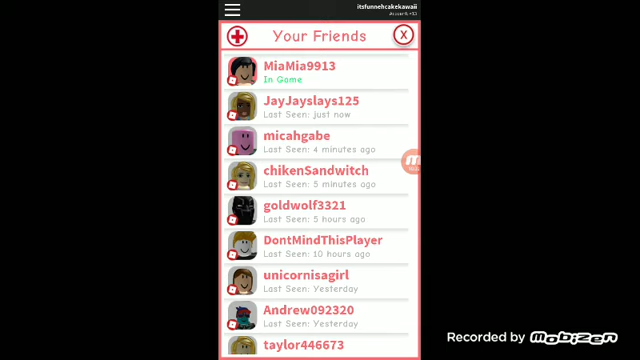 itsfunnehcakekawaii
Your Friends
X
MiaMia9913
In Game
JayJayslays125
Last Seen: just now
micahgabe
Last Seen: 4 minutes ago
chikenSandwitch
Last Seen: 5 minutes ago
goldwolf3321
Last Seen: 5 hours ago
DontMindThisPlayer
Last Seen: 10 hours ago
unicornisagirl
Last Seen: Yesterday
Andrew092320
Last Seen: Yesterday
taylor446673
Recorded by Mobizen